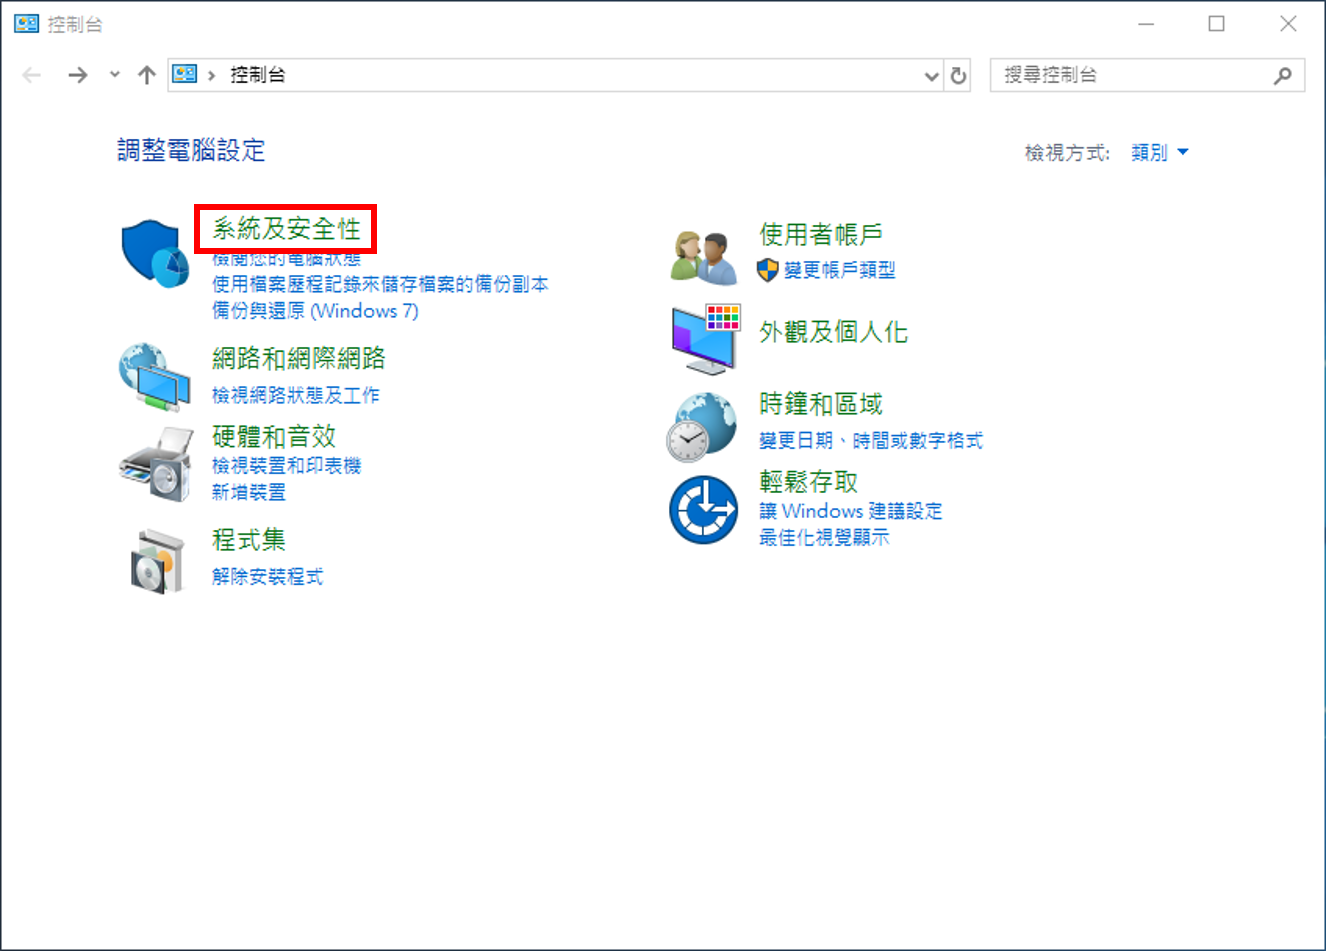 控制台
控制台
搜尋控制台
調整電腦設定
檢視方式: 類別
系統及安全性
檢閱您的電腦狀態
使用檔案歷程記錄來儲存檔案的備份副本
備份與還原 (Windows 7)
網路和網際網路
檢視網路狀態及工作
硬體和音效
檢視裝置和印表機
新增裝置
程式集
解除安裝程式
使用者帳戶
變更帳戶類型
外觀及個人化
時鐘和區域
變更日期、時間或數字格式
輕鬆存取
讓 Windows 建議設定
最佳化視覺顯示